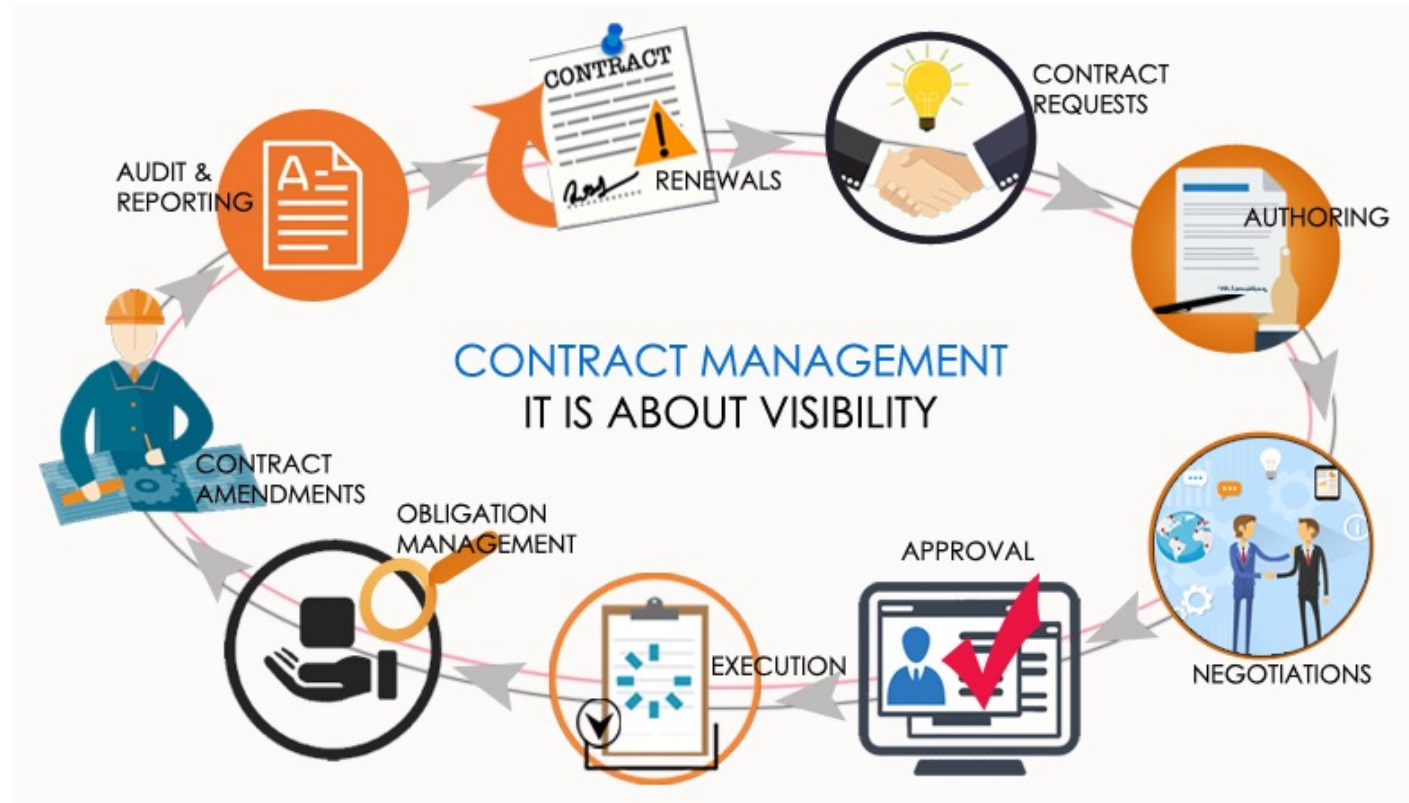 CONTRACT
RENEWALS
CONTRACT
REQUESTS
AUTHORING
NEGOTIATIONS
APPROVAL
EXECUTION
OBLIGATION
MANAGEMENT
CONTRACT
AMENDMENTS
AUDIT &
REPORTING
A
CONTRACT MANAGEMENT
IT IS ABOUT VISIBILITY